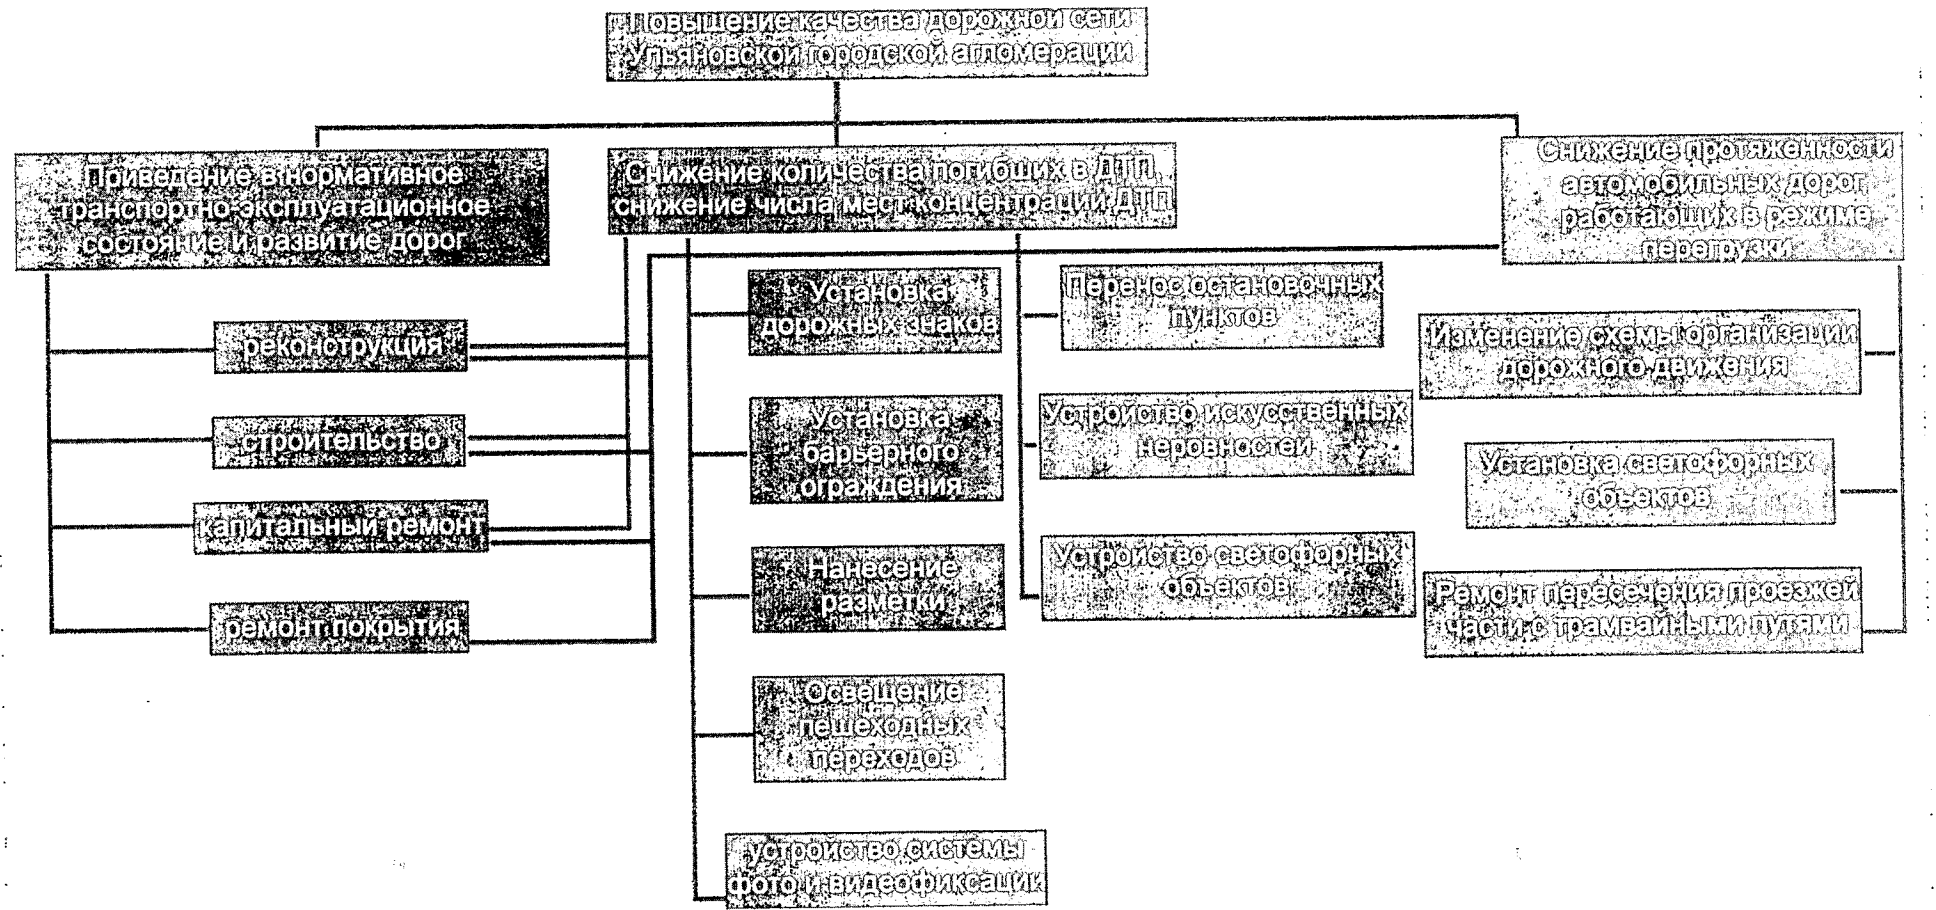 Повышение качества дорожной сети
Ульяновской городской агломерации
Приведение в нормативное
транспортно-эксплуатационное
состояние и развитие дорог
Снижение количества погибших в ДТП,
снижение числа мест концентрации ДТП
Снижение протяженности
автомобильных дорог,
работающих в режиме
перегрузки
реконструкция
строительство
капитальный ремонт
ремонт покрытия
Установка
дорожных знаков
Установка
барьерного
ограждения
Нанесение
разметки
Освещение
пешеходных
переходов
устройство системы
фото и видеофиксации
Перенос остановочных
пунктов
Устройство искусственных
неровностей
Устройство светофорных
объектов
Изменение схемы организации
дорожного движения
Установка светофорных
объектов
Ремонт пересечения проезжей
части с трамвайными путями